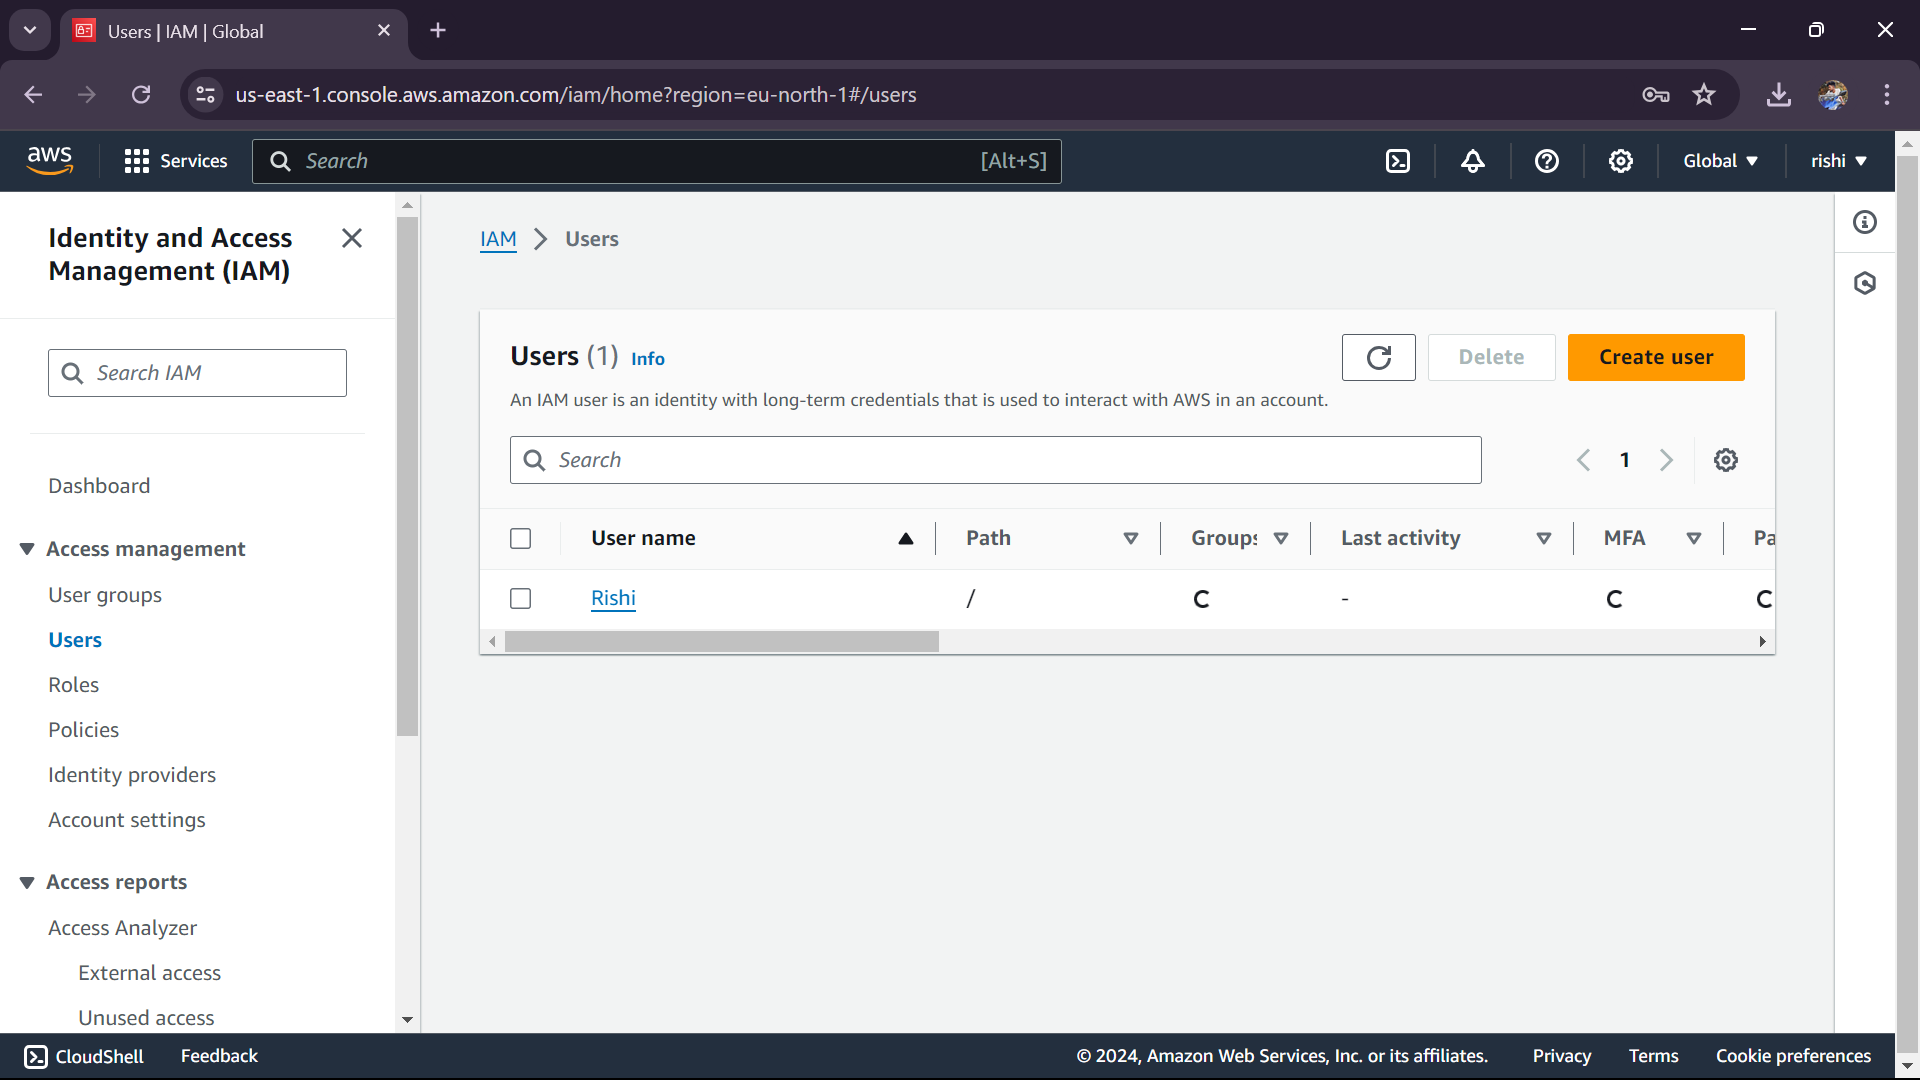 Users | IAM | Global
us-east-1.console.aws.amazon.com/iam/home?region=eu-north-1#/users
aws
Services
Search
[Alt+S]
Global
rishi
Identity and Access
Management (IAM)
Search IAM
Dashboard
Access management
User groups
Users
Roles
Policies
Identity providers
Account settings
Access reports
Access Analyzer
External access
Unused access
IAM
Users
Users (1) Info
Delete
Create user
An IAM user is an identity with long-term credentials that is used to interact with AWS in an account.
Search
1
User name
Path
Groups
Last activity
MFA
Pa
Rishi
/
-
CloudShell
Feedback
© 2024, Amazon Web Services, Inc. or its affiliates.
Privacy
Terms
Cookie preferences